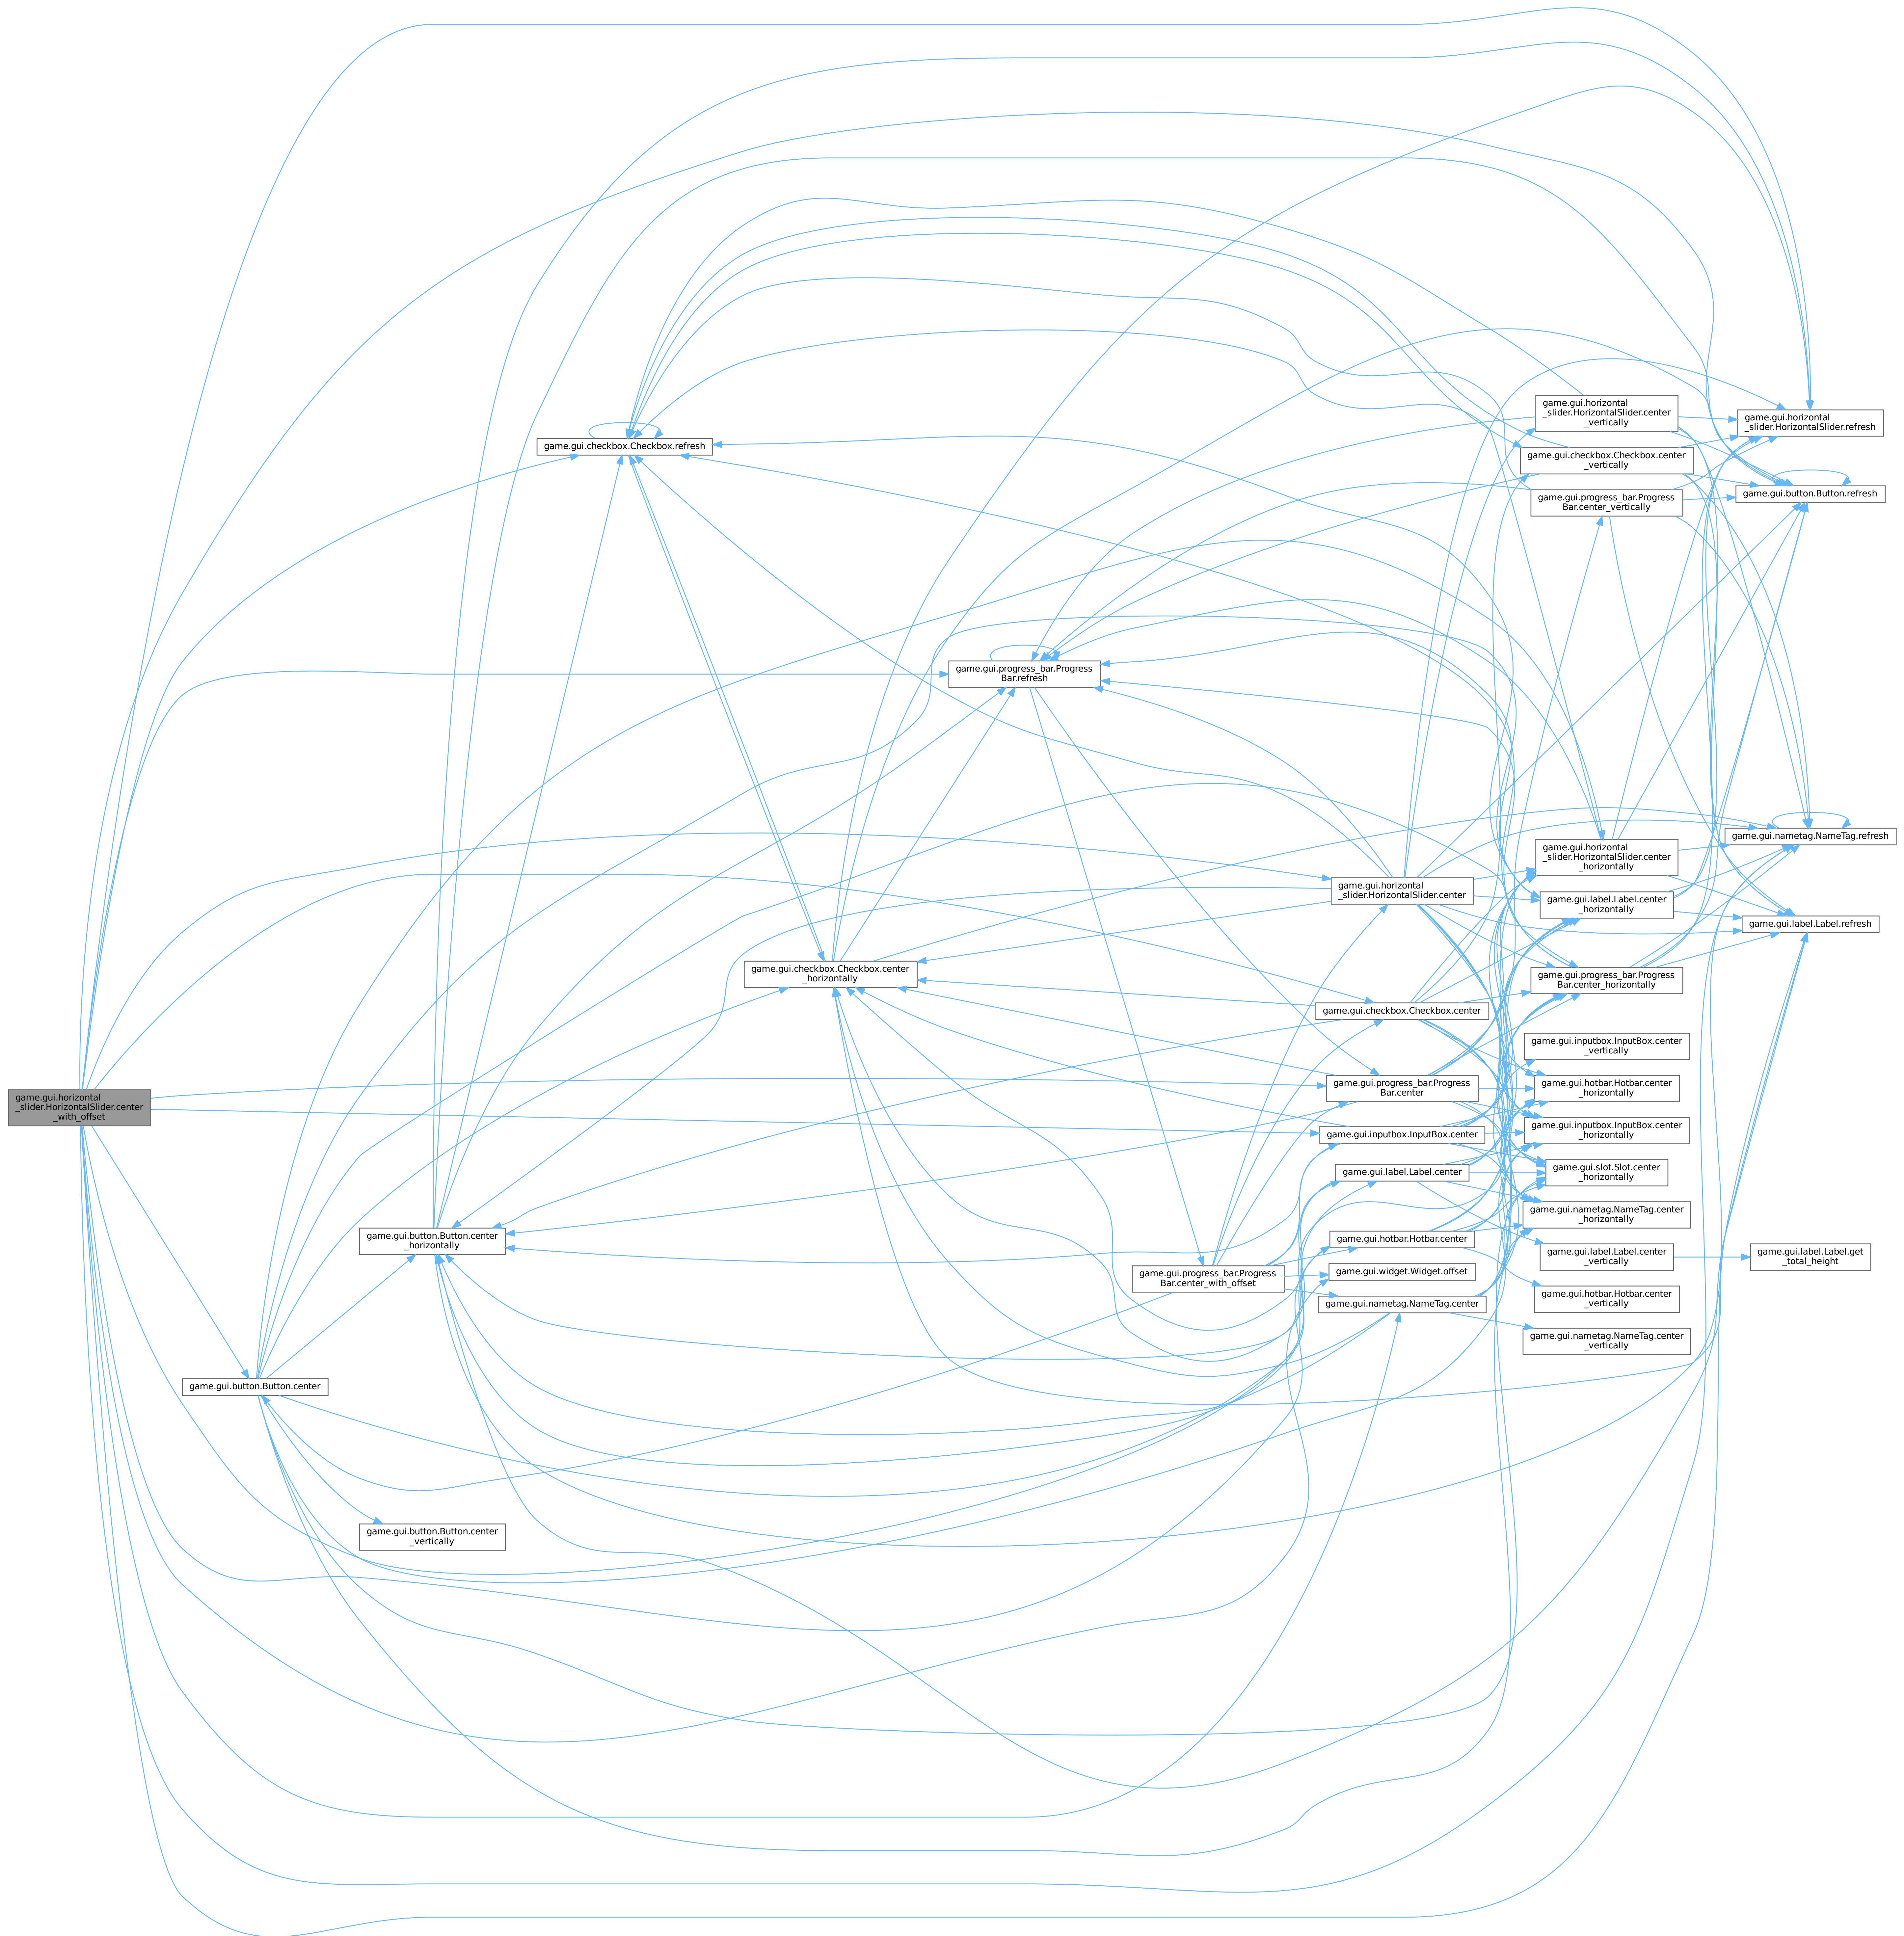 game.gui.horizontal
_slider.HorizontalSlider.center
_with_offset
game.gui.button.Button.center
game.gui.button.Button.center
_horizontally
game.gui.button.Button.center
_vertically
game.gui.checkbox.Checkbox.refresh
game.gui.checkbox.Checkbox.center
_horizontally
game.gui.progress_bar.Progress
Bar.refresh
game.gui.progress_bar.Progress
Bar.center_with_offset
game.gui.horizontal
_slider.HorizontalSlider.center
game.gui.checkbox.Checkbox.center
game.gui.progress_bar.Progress
Bar.center
game.gui.inputbox.InputBox.center
game.gui.label.Label.center
game.gui.hotbar.Hotbar.center
game.gui.widget.Widget.offset
game.gui.nametag.NameTag.center
game.gui.horizontal
_slider.HorizontalSlider.center
_vertically
game.gui.checkbox.Checkbox.center
_vertically
game.gui.progress_bar.Progress
Bar.center_vertically
game.gui.horizontal
_slider.HorizontalSlider.center
_horizontally
game.gui.label.Label.center
_horizontally
game.gui.progress_bar.Progress
Bar.center_horizontally
game.gui.inputbox.InputBox.center
_vertically
game.gui.hotbar.Hotbar.center
_horizontally
game.gui.inputbox.InputBox.center
_horizontally
game.gui.slot.Slot.center
_horizontally
game.gui.nametag.NameTag.center
_horizontally
game.gui.label.Label.center
_vertically
game.gui.hotbar.Hotbar.center
_vertically
game.gui.nametag.NameTag.center
_vertically
game.gui.horizontal
_slider.HorizontalSlider.refresh
game.gui.button.Button.refresh
game.gui.nametag.NameTag.refresh
game.gui.label.Label.refresh
game.gui.label.Label.get
_total_height